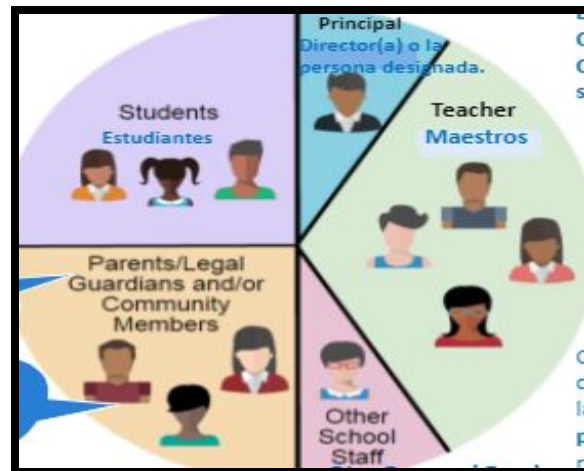 Principal
Director(a) o la
persona designada.
Students
Estudiantes
Teacher
Maestros
Parents/Legal
Guardians and/or
Community
Members
Other
School
Staff